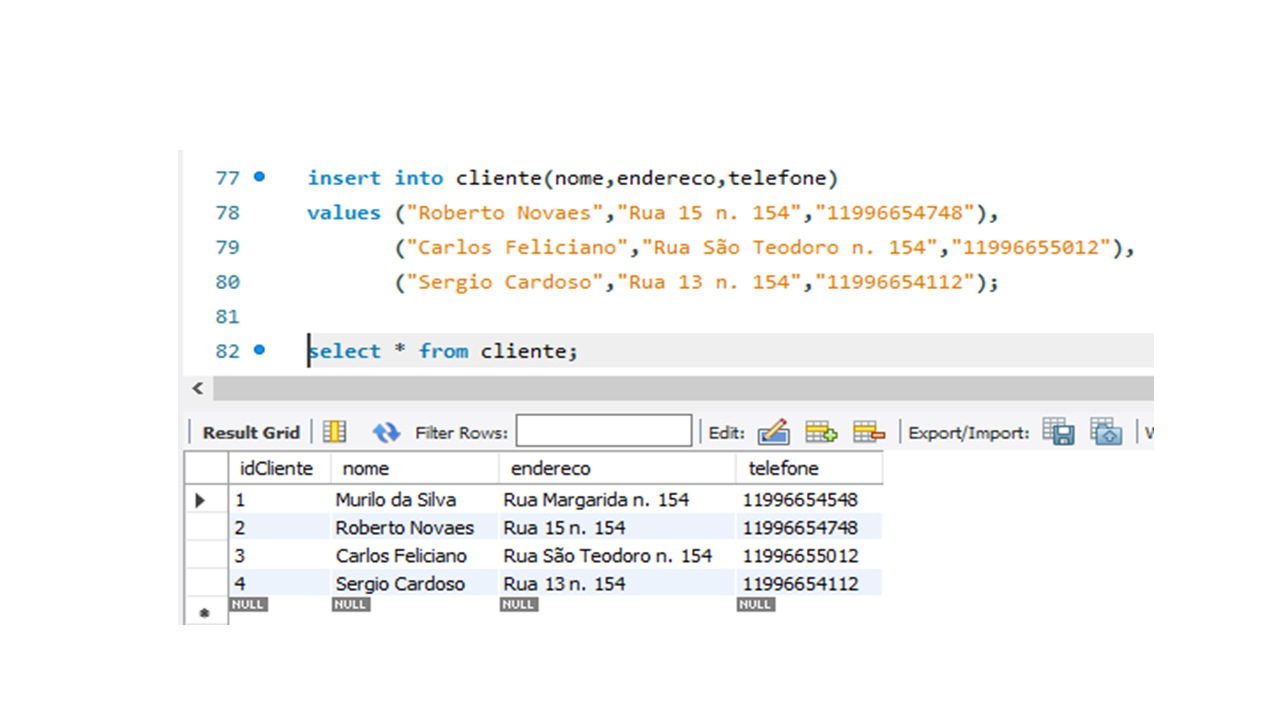 77 insert into cliente(nome,endereco,telefone)
78 values ("Roberto Novaes","Rua 15 n. 154","11996654748"),
79 ("Carlos Feliciano","Rua São Teodoro n. 154","11996655012"),
80 ("Sergio Cardoso","Rua 13 n. 154","11996654112");
81
82 select * from cliente;
Result Grid Filter Rows: Edit: Export/Import:
idCliente nome endereco telefone
1 Murilo da Silva Rua Margarida n. 154 11996654548
2 Roberto Novaes Rua 15 n. 154 11996654748
3 Carlos Feliciano Rua São Teodoro n. 154 11996655012
4 Sergio Cardoso Rua 13 n. 154 11996654112
NULL NULL NULL NULL